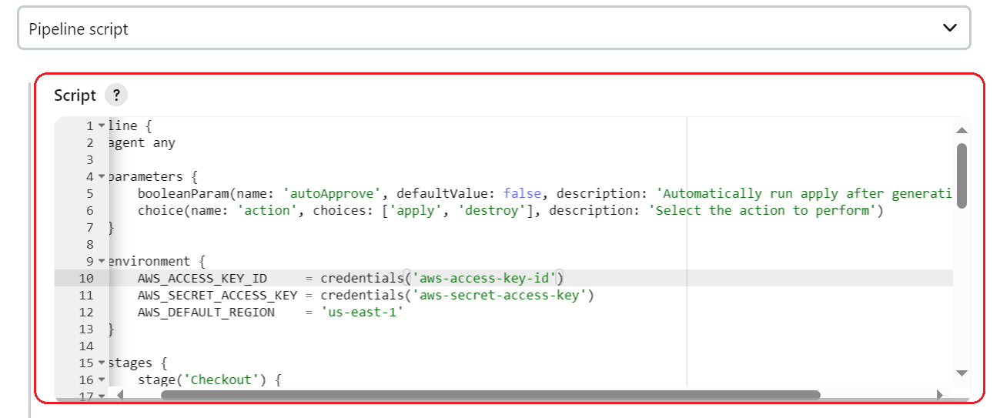 Pipeline script
Script ?
1 line {
2 agent any
3
4 parameters {
5 booleanParam(name: 'autoApprove', defaultValue: false, description: 'Automatically run apply after generati
6 choice(name: 'action', choices: ['apply', 'destroy'], description: 'Select the action to perform')
7 }
8
9 environment {
10 AWS_ACCESS_KEY_ID = credentials('aws-access-key-id')
11 AWS_SECRET_ACCESS_KEY = credentials('aws-secret-access-key')
12 AWS_DEFAULT_REGION = 'us-east-1'
13 }
14
15 stages {
16 stage('Checkout') {
17